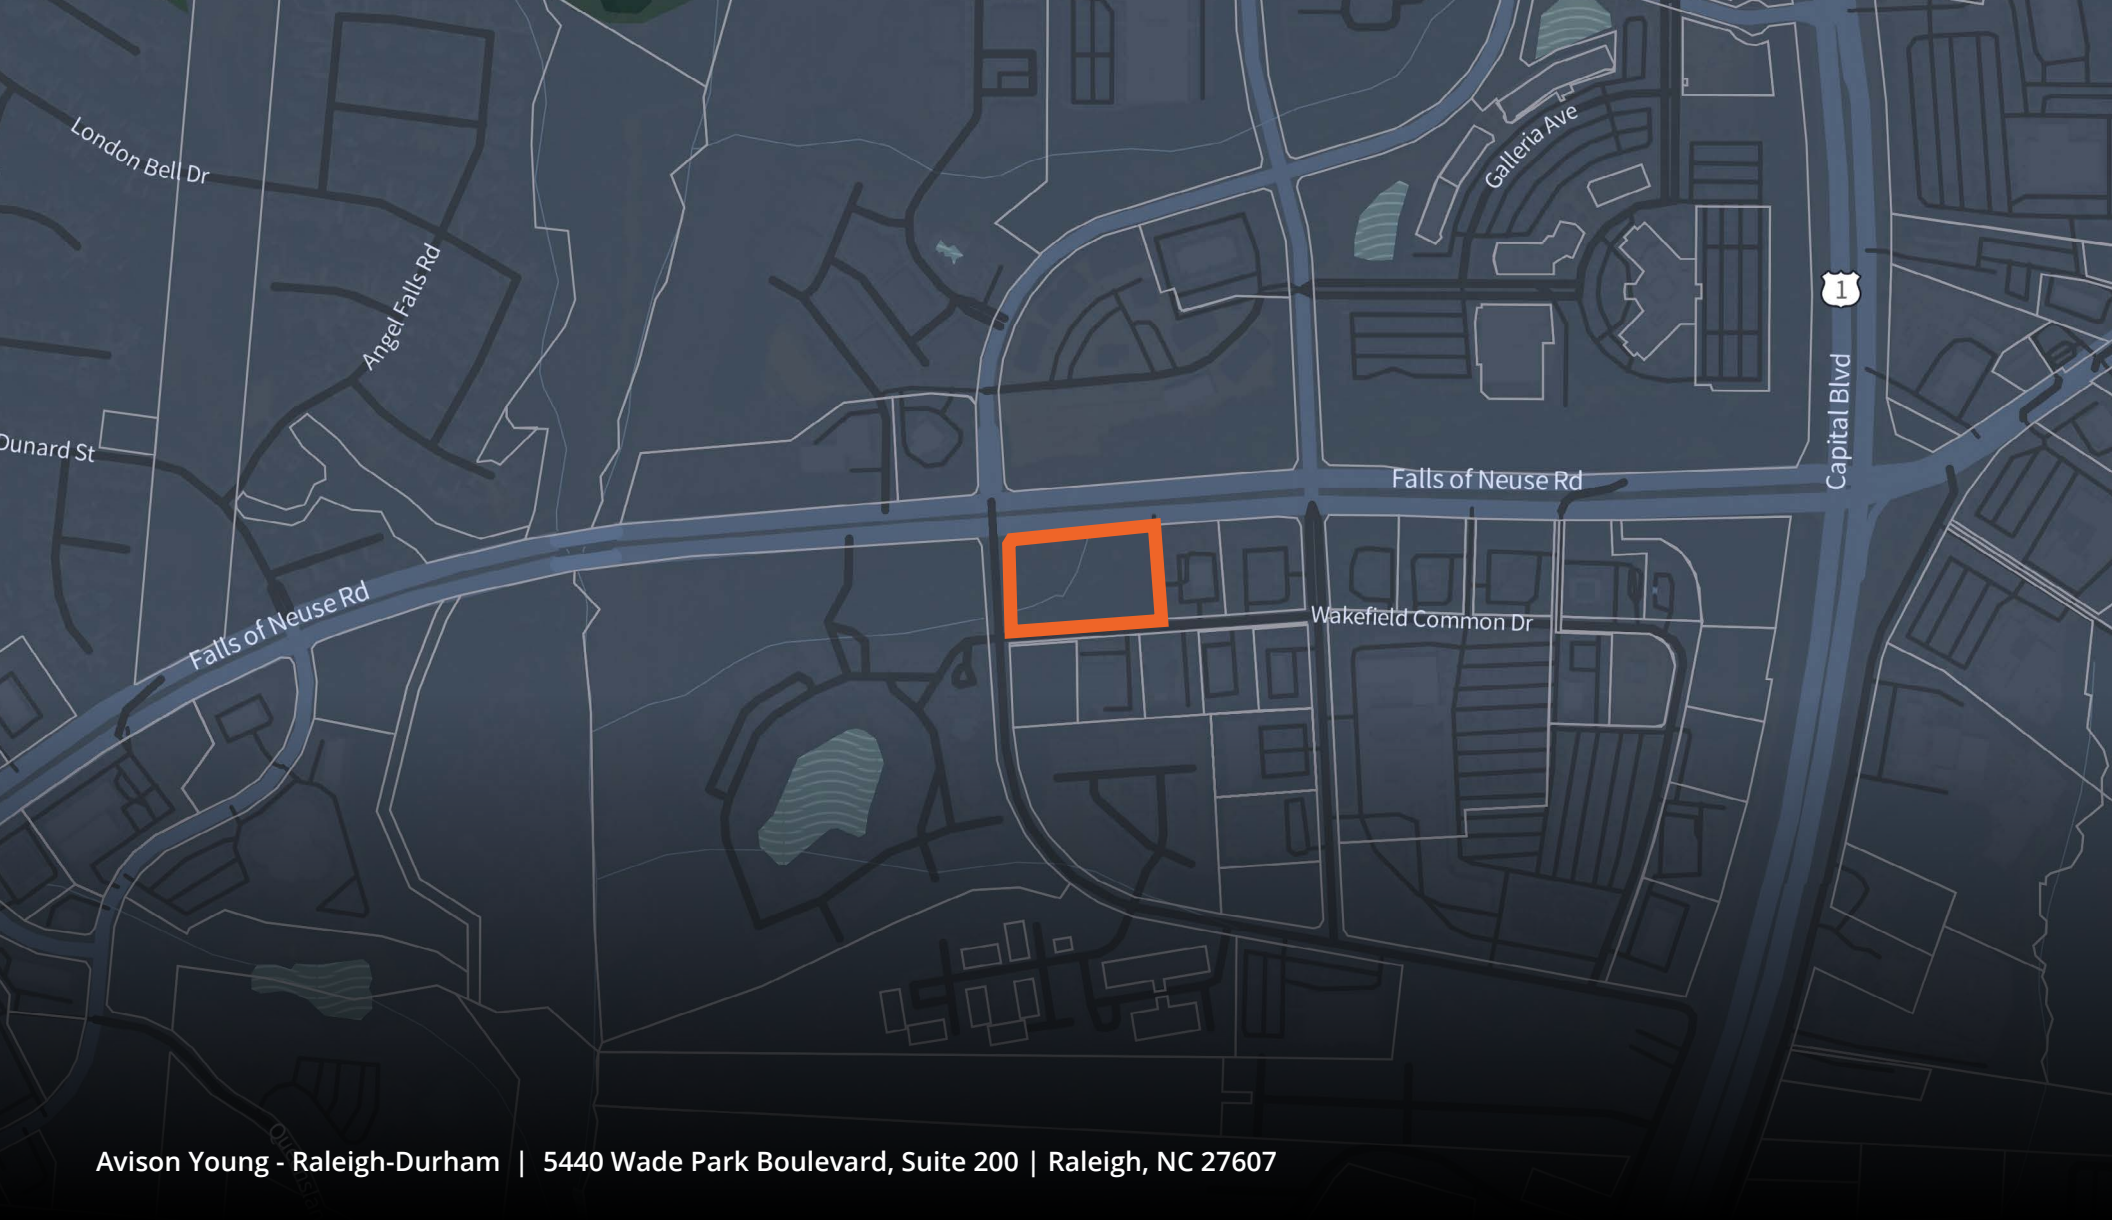 London Bell Dr
Galleria Ave
Angel Falls Rd
1
Capital Blvd
Dunard St
Falls of Neuse Rd
Falls of Neuse Rd
Wakefield Common Dr
Avison Young - Raleigh-Durham | 5440 Wade Park Boulevard, Suite 200 | Raleigh, NC 27607